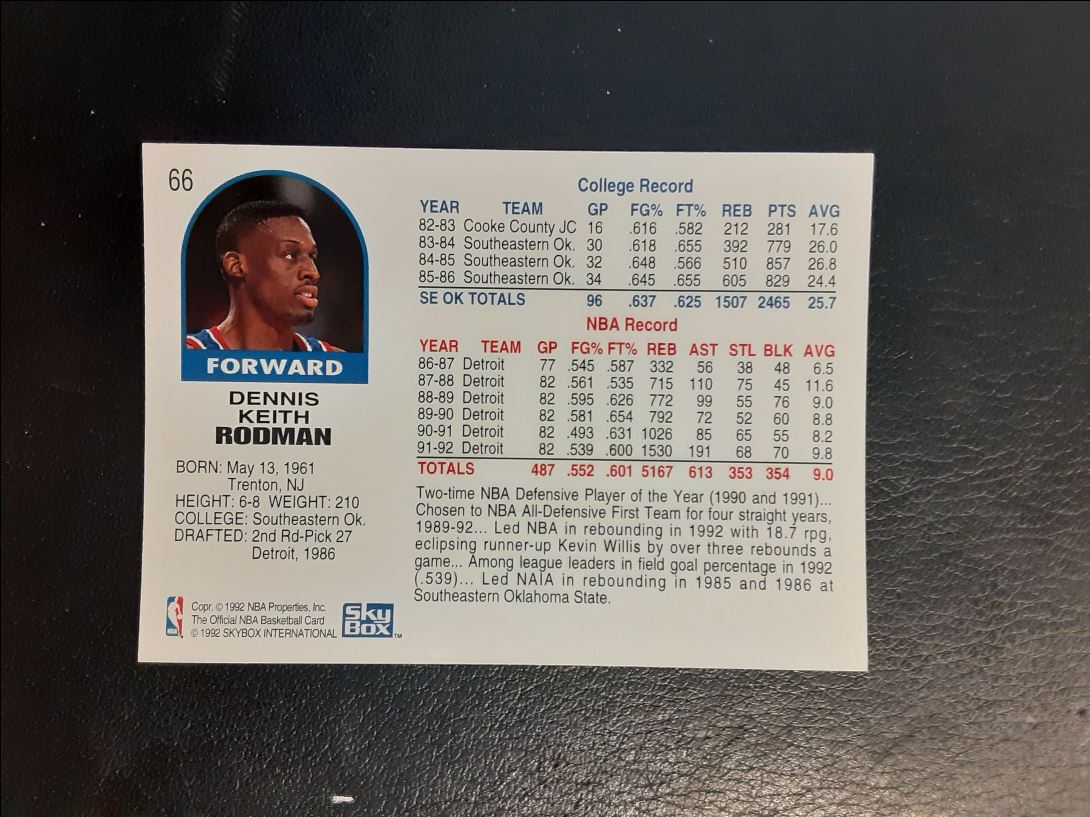 66
FORWARD
DENNIS
KEITH
RODMAN
BORN: May 13, 1961
Trenton, NJ
HEIGHT: 6-8 WEIGHT: 210
COLLEGE: Southeastern Ok.
DRAFTED: 2nd Rd-Pick 27
Detroit, 1986
Copr. © 1992 NBA Properties, Inc.
The Official NBA Basketball Card
© 1992 SKYBOX INTERNATIONAL
Sky
Box™
College Record
YEAR TEAM GP FG% FT% REB PTS AVG
82-83 Cooke County JC 16 .616 .582 212 281 17.6
83-84 Southeastern Ok. 30 .618 .655 392 779 26.0
84-85 Southeastern Ok. 32 .648 .566 510 857 26.8
85-86 Southeastern Ok. 34 .645 .655 605 829 24.4
SE OK TOTALS 96 .637 .625 1507 2465 25.7
NBA Record
YEAR TEAM GP FG% FT% REB AST STL BLK AVG
86-87 Detroit 77 .545 .587 332 56 38 48 6.5
87-88 Detroit 82 .561 .535 715 110 75 45 11.6
88-89 Detroit 82 .595 .626 772 99 55 76 9.0
89-90 Detroit 82 .581 .654 792 72 52 60 8.8
90-91 Detroit 82 .493 .631 1026 85 65 55 8.2
91-92 Detroit 82 .539 .600 1530 191 68 70 9.8
TOTALS 487 .552 .601 5167 613 353 354 9.0
Two-time NBA Defensive Player of the Year (1990 and 1991)...
Chosen to NBA All-Defensive First Team for four straight years,
1989-92... Led NBA in rebounding in 1992 with 18.7 rpg,
eclipsing runner-up Kevin Willis by over three rebounds a
game... Among league leaders in field goal percentage in 1992
(.539)... Led NAIA in rebounding in 1985 and 1986 at
Southeastern Oklahoma State.